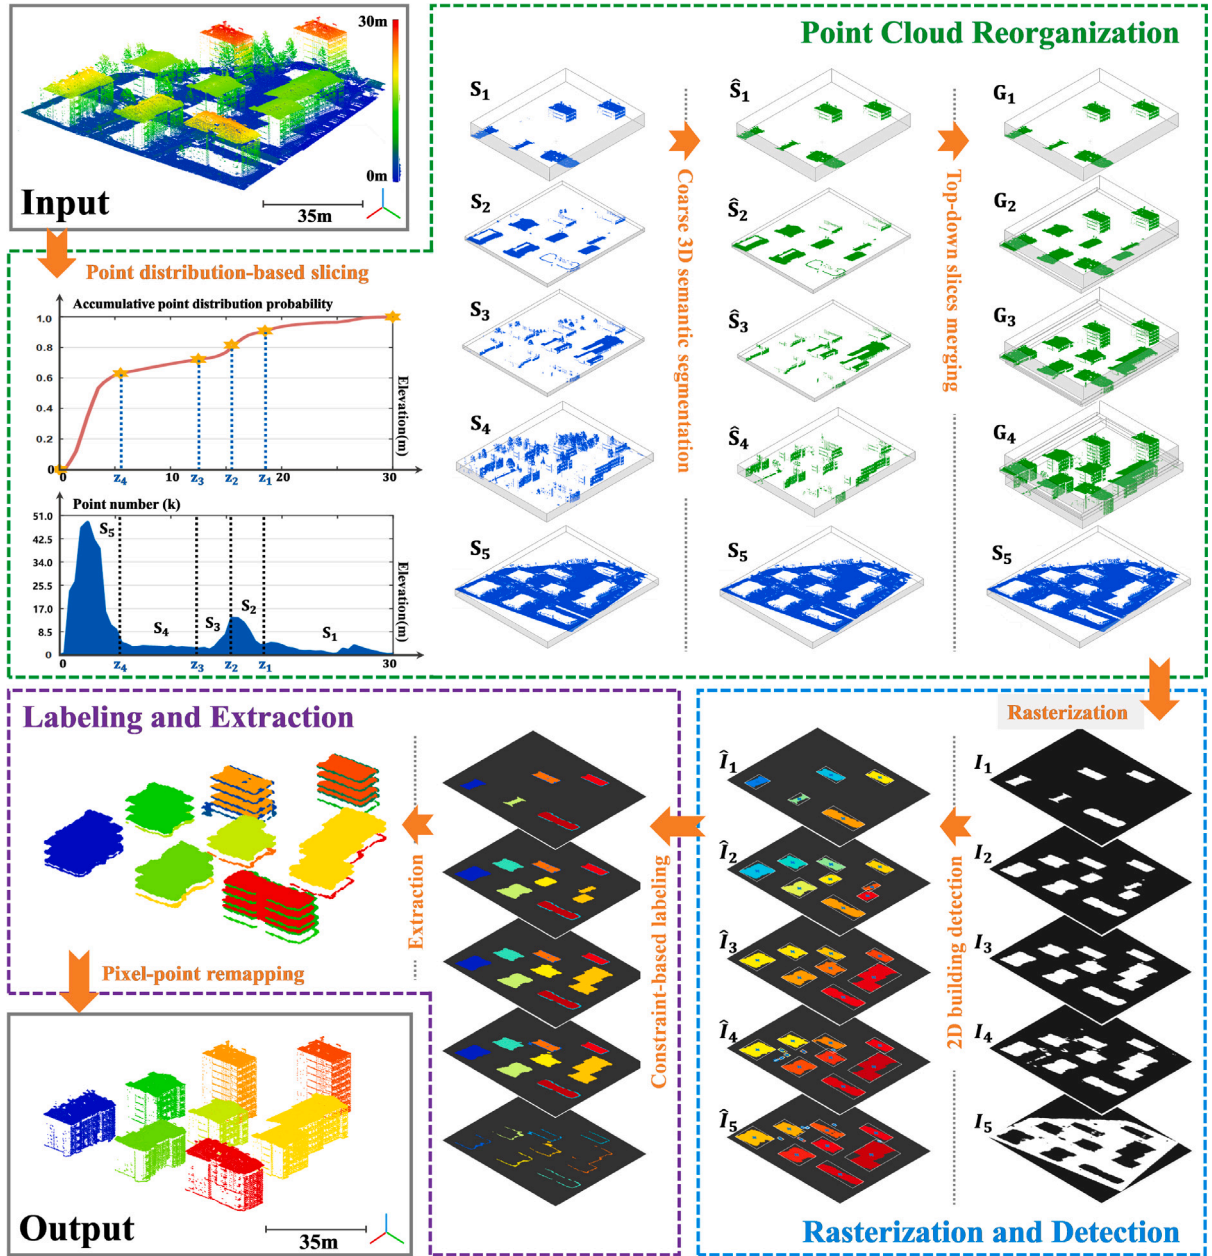 30m
0m
Input
35m
Point Cloud Reorganization
S₁
Ŝ₁
G₁
S₂
Ŝ₂
G₂
S₃
Ŝ₃
G₃
S₄
Ŝ₄
G₄
S₅
S₅
S₅
Coarse 3D semantic segmentation
Top-down slices merging
Point distribution-based slicing
Accumulative point distribution probability
1.0
0.8
0.6
0.4
0.2
0
0 10 20 30
z₄ z₃ z₂ z₁
Elevation(m)
Point number (k)
51.0
42.5
34.0
25.5
17.0
8.5
0
S₅
S₄
S₃
S₂
S₁
z₄ z₃ z₂ z₁
30
Elevation(m)
Rasterization
I₁
I₂
I₃
I₄
I₅
2D building detection
Î₁
Î₂
Î₃
Î₄
Î₅
Rasterization and Detection
Constraint-based labeling
Labeling and Extraction
Extraction
Pixel-point remapping
Output
35m